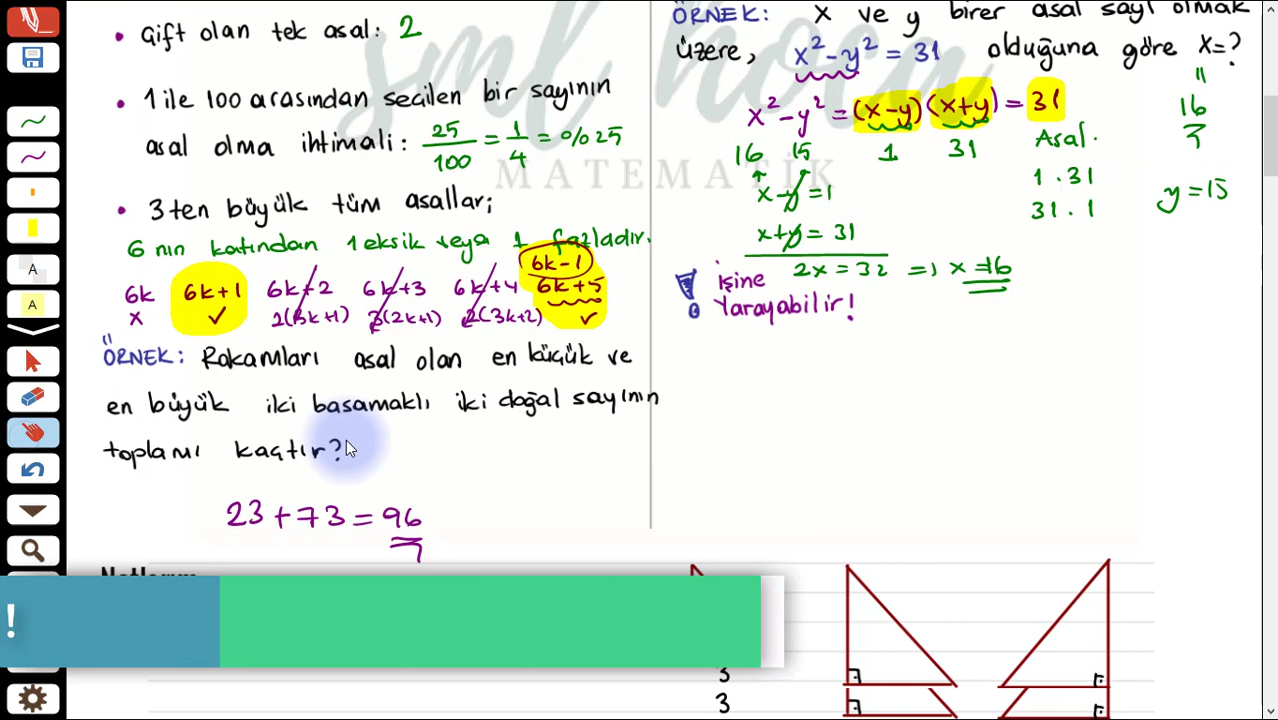 • Çift olan tek asal: 2
• 1 ile 100 arasından seçilen bir sayının
asal olma ihtimali: 25/100 = 1/4 = %25
• 3 ten büyük tüm asallar;
6 nın katından 1 eksik veya 1 fazladır.
6k-1
6k 6k+1 6k+2 6k+3 6k+4 6k+5
x ✓ 2(3k+1) 3(2k+1) 2(3k+2) ✓
ÖRNEK: Rakamları asal olan en küçük ve
en büyük iki basamaklı iki doğal sayının
toplamı kaçtır?
23+73=96
ÖRNEK: x ve y birer asal sayı olmak
üzere, x²-y²=31 olduğuna göre x=?
"
16
x²-y²=(x-y)(x+y)=31
16 15 1 31 Asal.
1.31
31.1
y=15
x-y=1
x+y=31
2x=32 => x=16
! İşine
Yarayabilir!
sml hoca
MATEMATİK
!
3
3